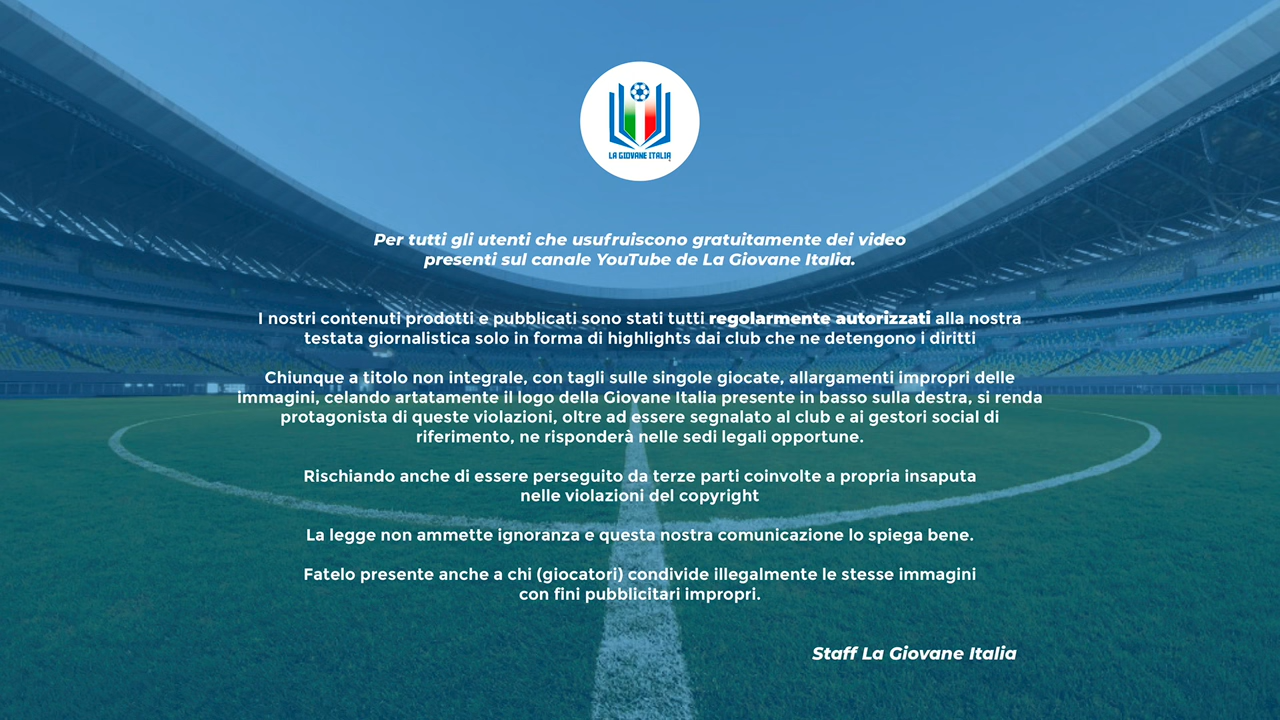 LA GIOVANE ITALIA
Per tutti gli utenti che usufruiscono gratuitamente dei video
presenti sul canale YouTube de La Giovane Italia.
I nostri contenuti prodotti e pubblicati sono stati tutti regolarmente autorizzati alla nostra
testata giornalistica solo in forma di highlights dai club che ne detengono i diritti
Chiunque a titolo non integrale, con tagli sulle singole giocate, allargamenti impropri delle
immagini, celando artatamente il logo della Giovane Italia presente in basso sulla destra, si renda
protagonista di queste violazioni, oltre ad essere segnalato al club e ai gestori social di
riferimento, ne risponderà nelle sedi legali opportune.
Rischiando anche di essere perseguito da terze parti coinvolte a propria insaputa
nelle violazioni del copyright
La legge non ammette ignoranza e questa nostra comunicazione lo spiega bene.
Fatelo presente anche a chi (giocatori) condivide illegalmente le stesse immagini
con fini pubblicitari impropri.
Staff La Giovane Italia